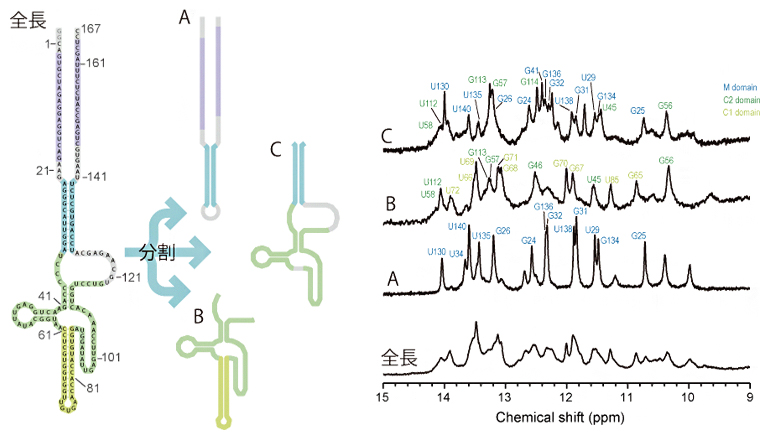 全長
1
167
161
21
141
ACGAGA
121
41
61
101
81
分割
A
C
B
M domain
C2 domain
C1 domain
C
U58
U112
U130
U140
U135
G113
G57
G26
G24
G114
G41
G136
G32
U138
G31
U29
G134
U45
G25
G56
B
U58
U112
U72
U69
U66
G113
G57
G71
G68
G46
G70
G67
U45
U85
G65
G56
A
U130
U34
U140
U135
G26
G24
G136
G32
U138
G31
U29
G134
G25
全長
15
14
13
12
11
10
9
Chemical shift (ppm)